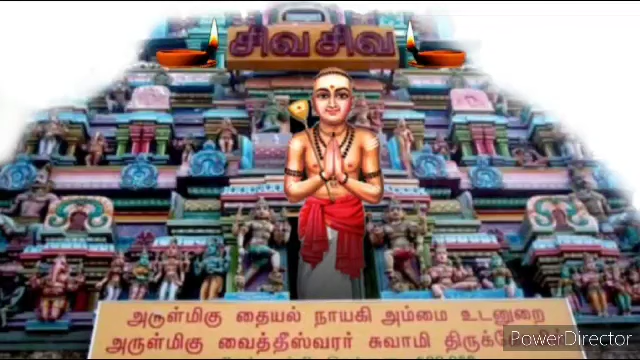 சிவ சிவ
அருள்மிகு தையல் நாயகி அம்மை உடனுறை
அருள்மிகு வைத்தீஸ்வரர் சுவாமி
PowerDirector